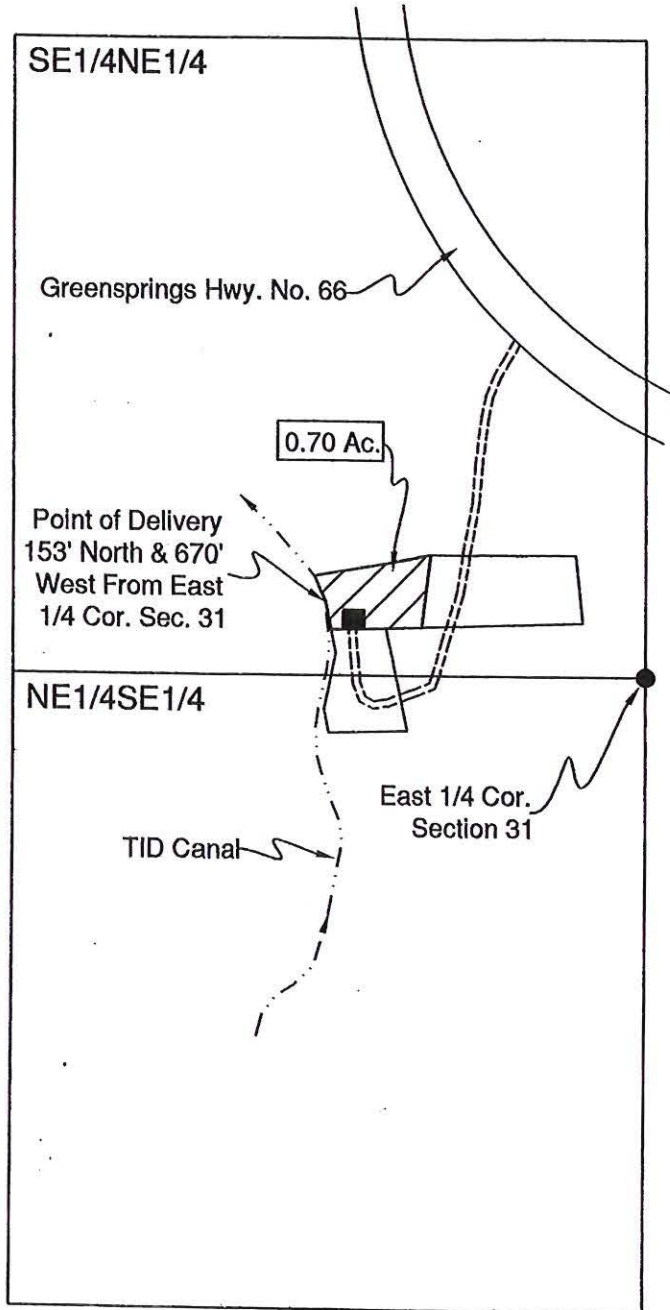 SE1/4NE1/4
Greensprings Hwy. No. 66
0.70 Ac.
Point of Delivery
153' North & 670'
West From East
1/4 Cor. Sec. 31
NE1/4SE1/4
East 1/4 Cor.
Section 31
TID Canal